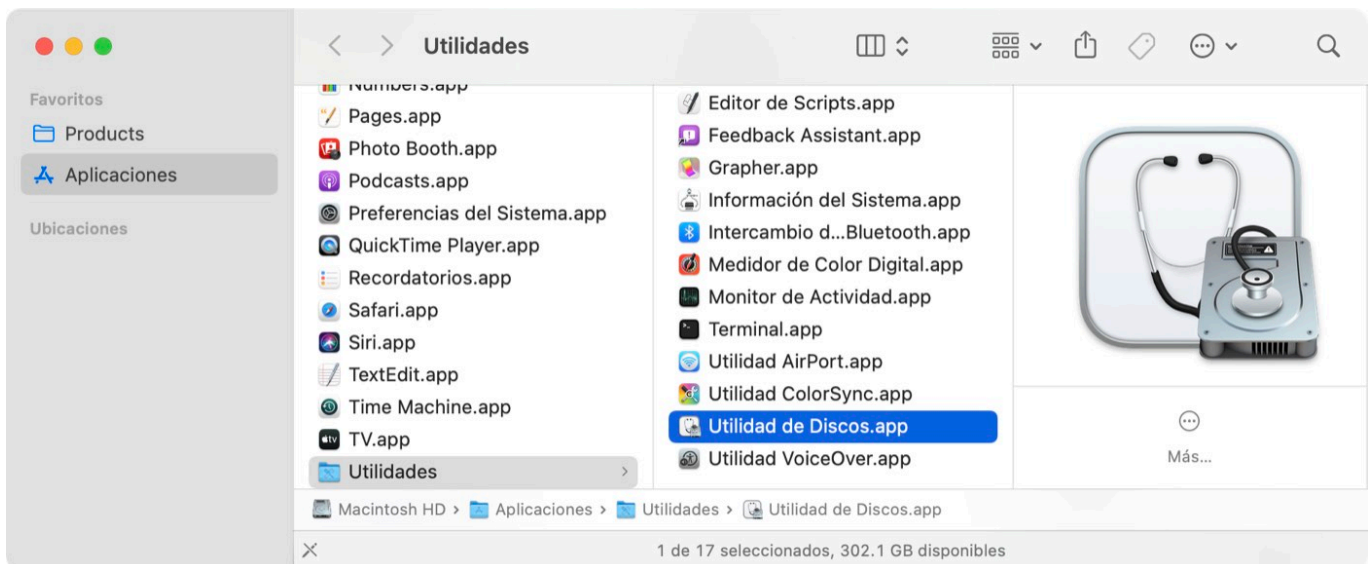 Utilidades
Favoritos
Products
Aplicaciones
Ubicaciones
Numbers.app
Pages.app
Photo Booth.app
Podcasts.app
Preferencias del Sistema.app
QuickTime Player.app
Recordatorios.app
Safari.app
Siri.app
TextEdit.app
Time Machine.app
TV.app
Utilidades
Editor de Scripts.app
Feedback Assistant.app
Grapher.app
Información del Sistema.app
Intercambio d...Bluetooth.app
Medidor de Color Digital.app
Monitor de Actividad.app
Terminal.app
Utilidad AirPort.app
Utilidad ColorSync.app
Utilidad de Discos.app
Utilidad VoiceOver.app
Más...
Macintosh HD › Aplicaciones › Utilidades › Utilidad de Discos.app
1 de 17 seleccionados, 302.1 GB disponibles